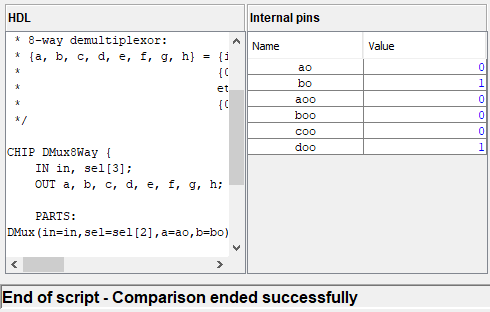 HDL
* 8-way demultiplexor:
* {a, b, c, d, e, f, g, h} = {i
* {0
* et
* {0
*/
CHIP DMux8Way {
IN in, sel[3];
OUT a, b, c, d, e, f, g, h;
PARTS:
DMux(in=in,sel=sel[2],a=ao,b=bo)
Internal pins
Name Value
ao 0
bo 1
aoo 0
boo 0
coo 0
doo 1
End of script - Comparison ended successfully